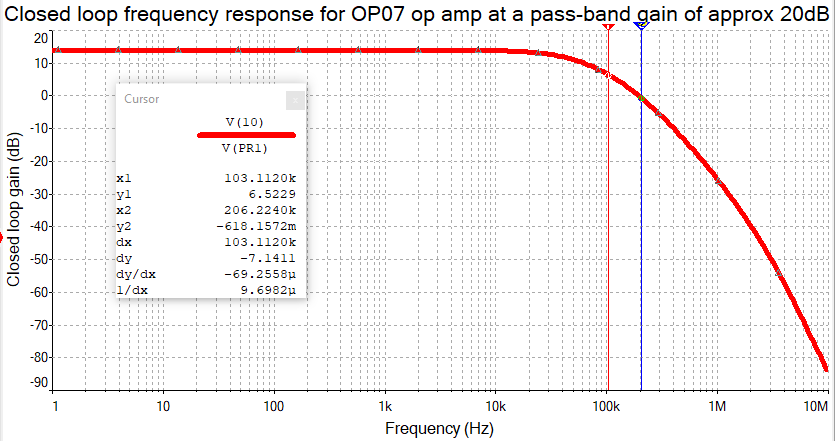 Closed loop frequency response for OP07 op amp at a pass-band gain of approx 20dB
1 2
20
10
0
-10
-20
-30
-40
-50
-60
-70
-80
-90
Closed loop gain (dB)
Cursor
V(10)
V(PR1)
x1 103.1120k
y1 6.5229
x2 206.2240k
y2 -618.1572m
dx 103.1120k
dy -7.1411
dy/dx -69.2558µ
1/dx 9.6982µ
1 10 100 1k 10k 100k 1M 10M
Frequency (Hz)